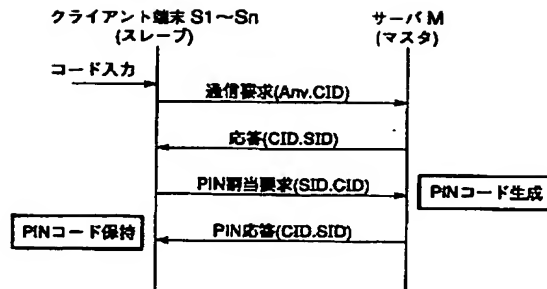 クライアント端末 S1～Sn
(スレーブ)
サーバ M
(マスタ)
コード入力
通信要求(Any.CID)
応答(CID.SID)
PIN割当要求(SID.CID)
PINコード生成
PINコード保持
PIN応答(CID.SID)